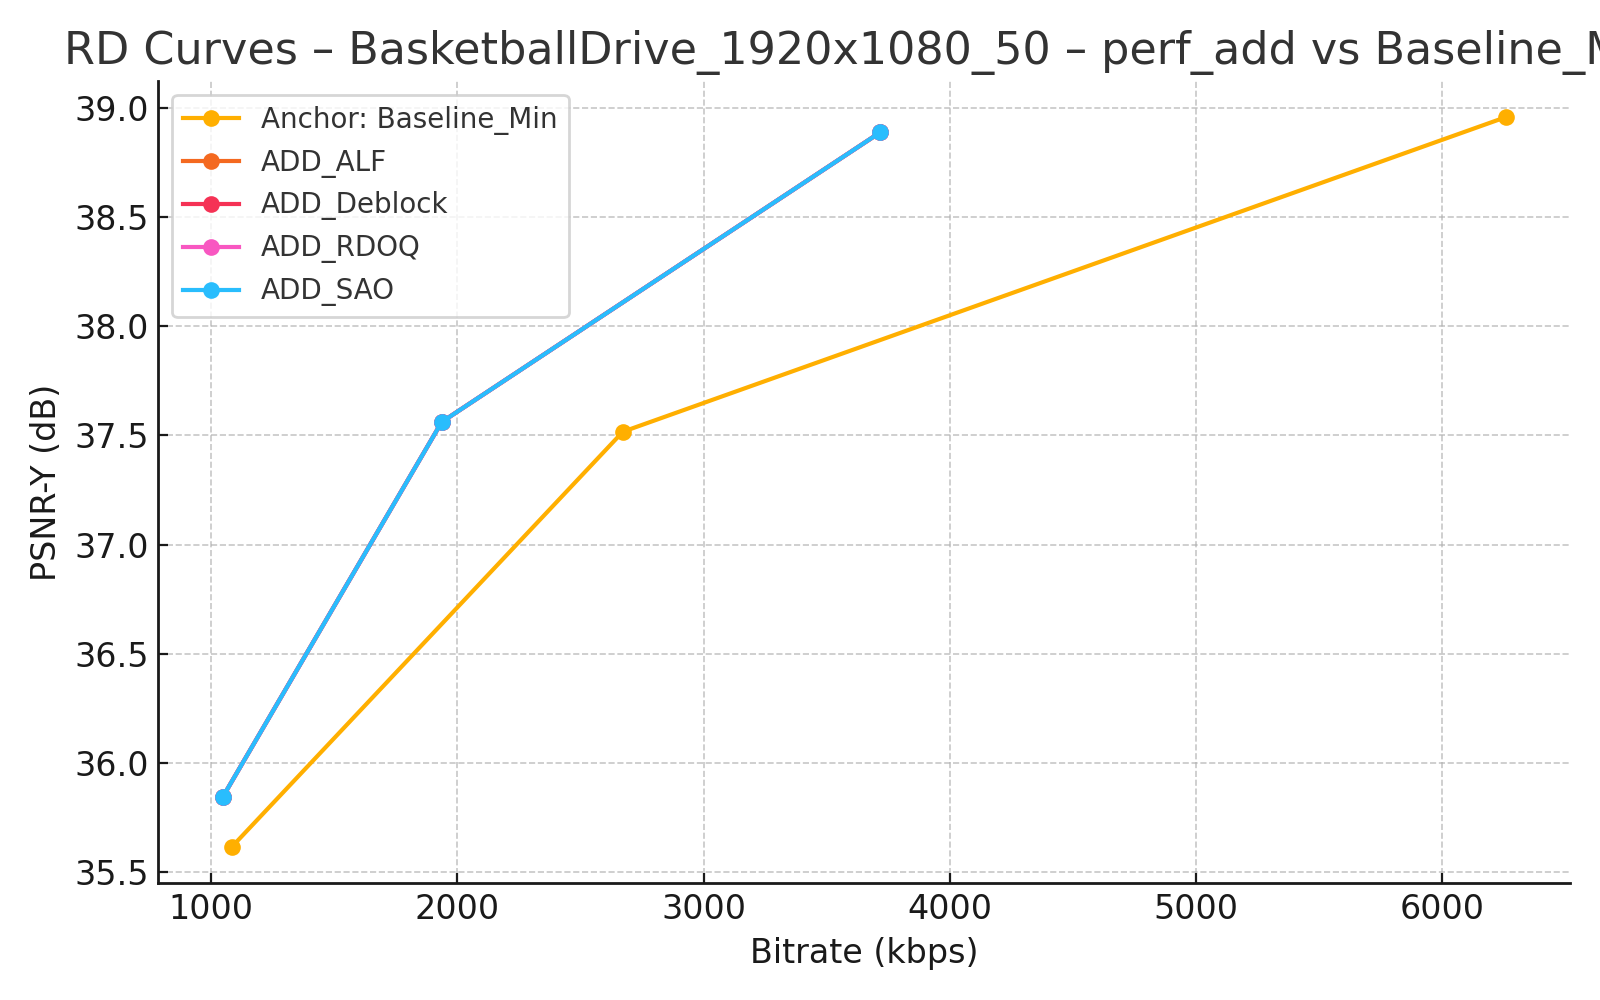 RD Curves – BasketballDrive_1920x1080_50 – perf_add vs Baseline_M
39.0
38.5
38.0
37.5
37.0
36.5
36.0
35.5
PSNR-Y (dB)
Anchor: Baseline_Min
ADD_ALF
ADD_Deblock
ADD_RDOQ
ADD_SAO
1000 2000 3000 4000 5000 6000
Bitrate (kbps)